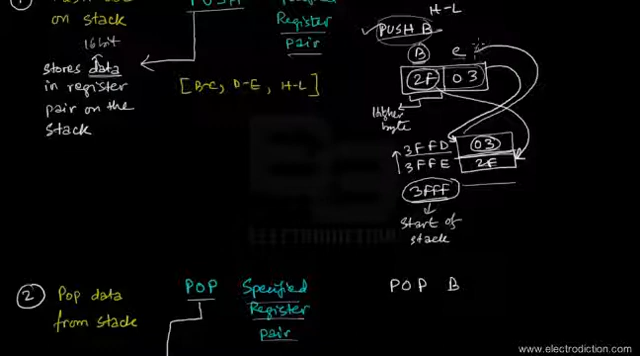 ① PUSH
on stack
16 bit
stores data
in register
pair on the
stack
Register
pair
[B-C, D-E, H-L]
H-L
✓ PUSH B
B C
2F 03
Higher
byte
3FFD 03
3FFE 2F
3FFF
Start of
stack
② Pop data
from stack
POP
Specified
Register
pair
POP B
www.electrodiction.com